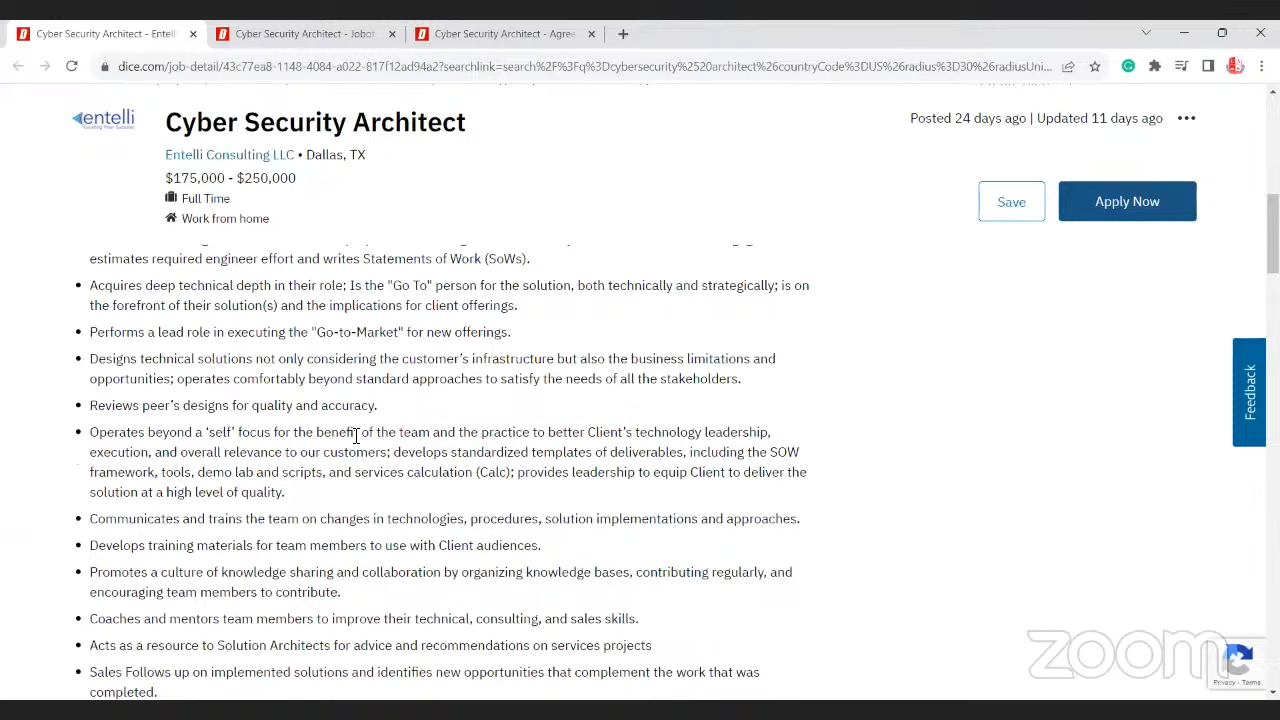 Cyber Security Architect - Entelli
Cyber Security Architect - Jobot
Cyber Security Architect - Agree
dice.com/job-detail/43c77ea8-1148-4084-a022-817f12ad94a2?searchlink=search%2F%3Fq%3Dcybersecurity%2520architect%26countryCode%3DUS%26radius%3D30%26radiusUni...
entelli
Cyber Security Architect
Posted 24 days ago | Updated 11 days ago
Entelli Consulting LLC • Dallas, TX
$175,000 - $250,000
Full Time
Work from home
Save
Apply Now
estimates required engineer effort and writes Statements of Work (SoWs).
• Acquires deep technical depth in their role; Is the "Go To" person for the solution, both technically and strategically; is on
the forefront of their solution(s) and the implications for client offerings.
• Performs a lead role in executing the "Go-to-Market" for new offerings.
• Designs technical solutions not only considering the customer’s infrastructure but also the business limitations and
opportunities; operates comfortably beyond standard approaches to satisfy the needs of all the stakeholders.
• Reviews peer’s designs for quality and accuracy.
• Operates beyond a ‘self’ focus for the benefit of the team and the practice to better Client’s technology leadership,
execution, and overall relevance to our customers; develops standardized templates of deliverables, including the SOW
framework, tools, demo lab and scripts, and services calculation (Calc); provides leadership to equip Client to deliver the
solution at a high level of quality.
• Communicates and trains the team on changes in technologies, procedures, solution implementations and approaches.
• Develops training materials for team members to use with Client audiences.
• Promotes a culture of knowledge sharing and collaboration by organizing knowledge bases, contributing regularly, and
encouraging team members to contribute.
• Coaches and mentors team members to improve their technical, consulting, and sales skills.
• Acts as a resource to Solution Architects for advice and recommendations on services projects
• Sales Follows up on implemented solutions and identifies new opportunities that complement the work that was
completed.
Feedback
zoom
Privacy - Terms